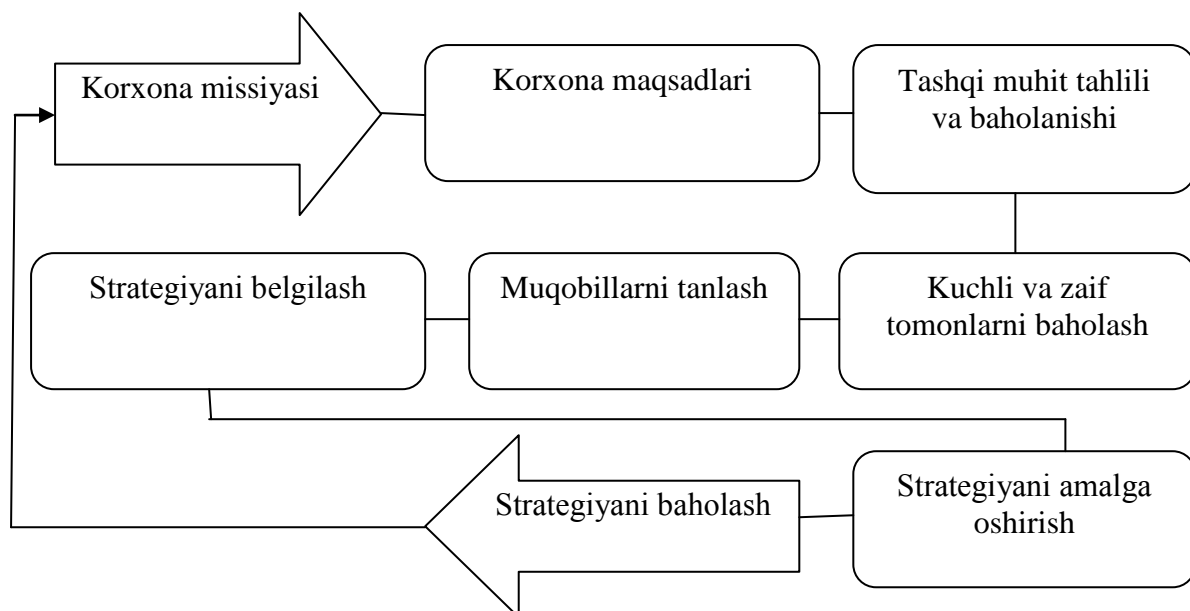 Korxona missiyasi
Korxona maqsadlari
Tashqi muhit tahlili
va baholanishi
Strategiyani belgilash
Muqobillarni tanlash
Kuchli va zaif
tomonlarni baholash
Strategiyani baholash
Strategiyani amalga
oshirish